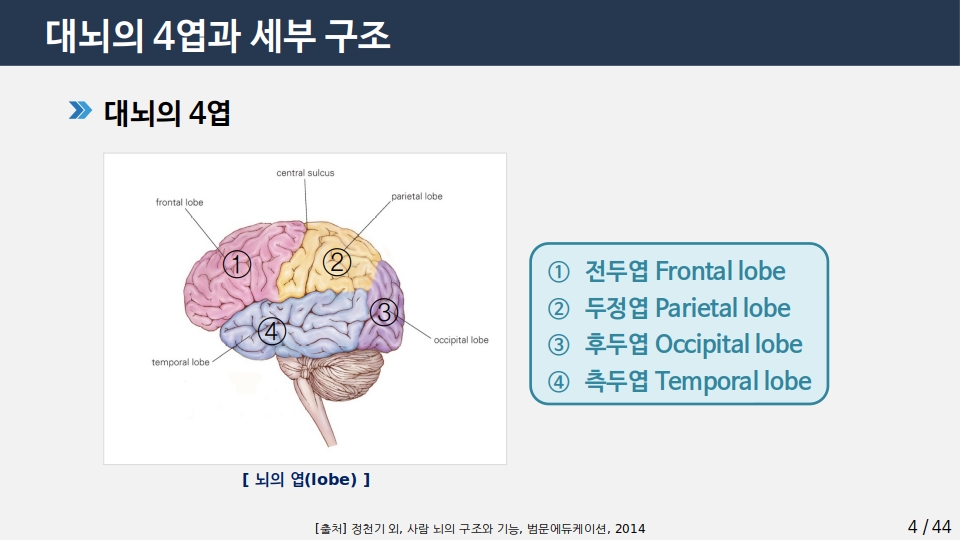 대뇌의 4엽과 세부 구조
대뇌의 4엽
central sulcus
frontal lobe
parietal lobe
①
②
③
④
occipital lobe
temporal lobe
[ 뇌의 엽(lobe) ]
① 전두엽 Frontal lobe
② 두정엽 Parietal lobe
③ 후두엽 Occipital lobe
④ 측두엽 Temporal lobe
[출처] 정천기 외, 사람 뇌의 구조와 기능, 범문에듀케이션, 2014
4 / 44